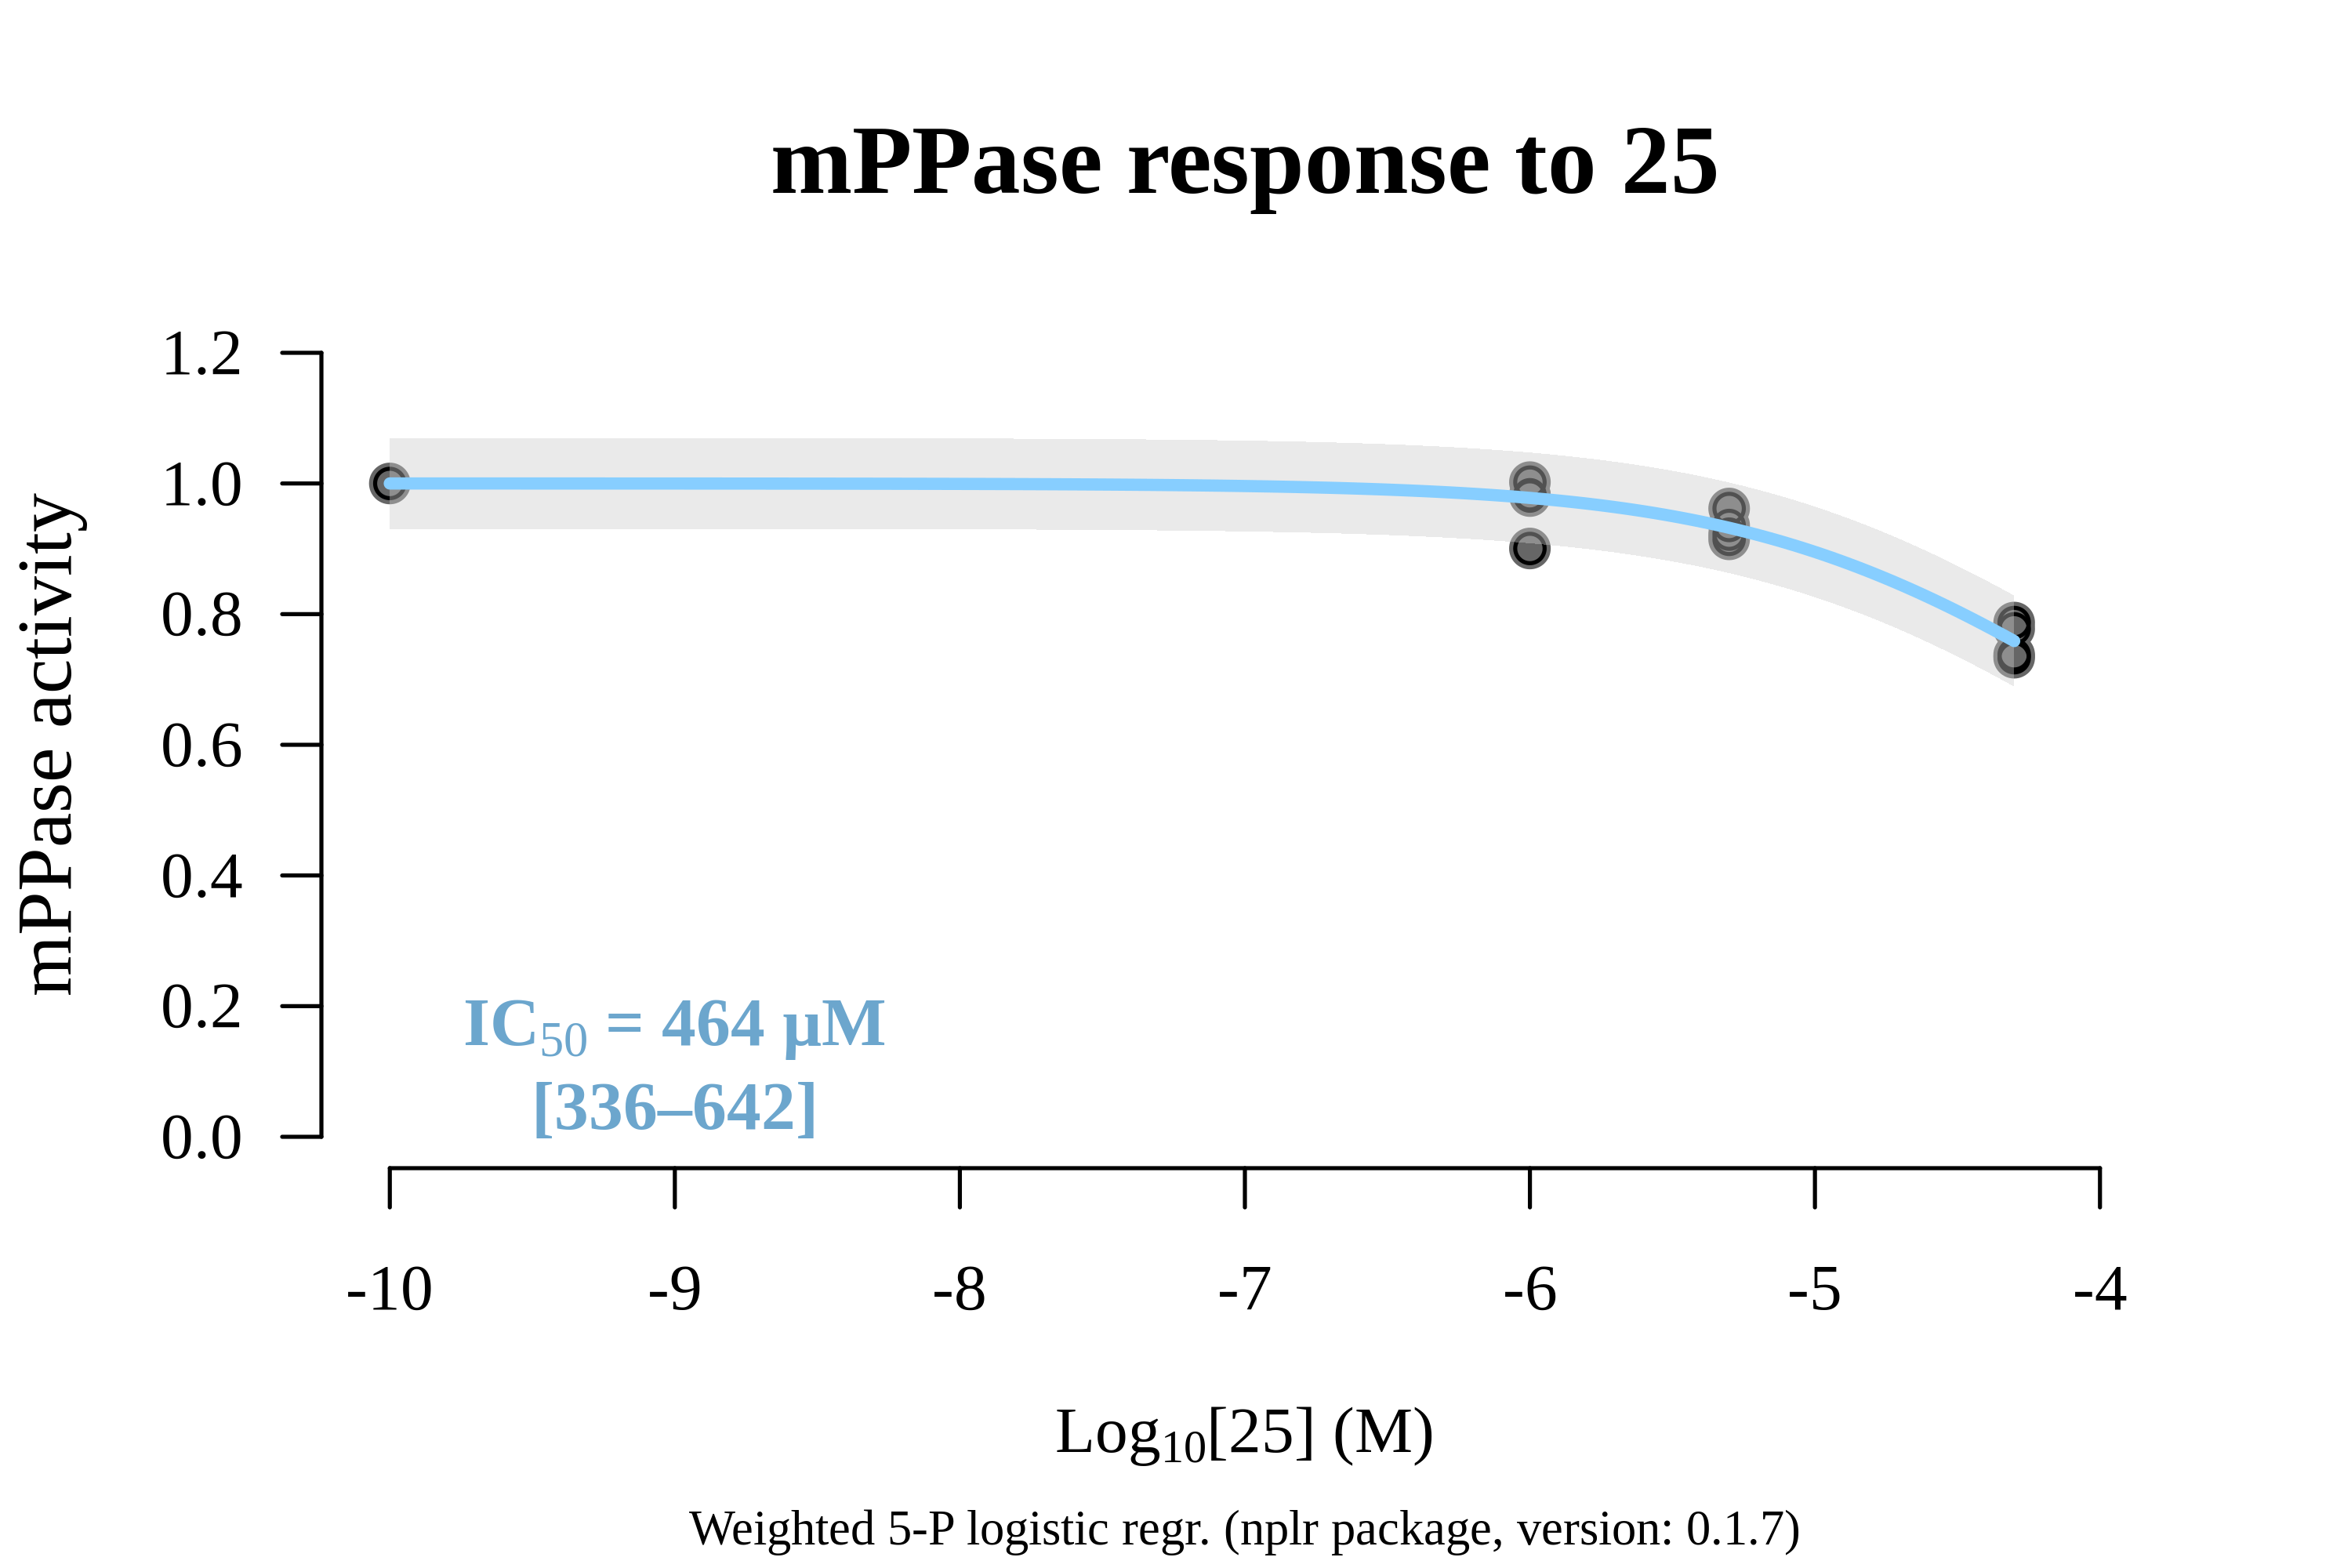 mPPase response to 25
mPPase activity
1.2
1.0
0.8
0.6
0.4
0.2
0.0
IC50 = 464 µM
[336–642]
-10 -9 -8 -7 -6 -5 -4
Log10[25] (M)
Weighted 5-P logistic regr. (nplr package, version: 0.1.7)